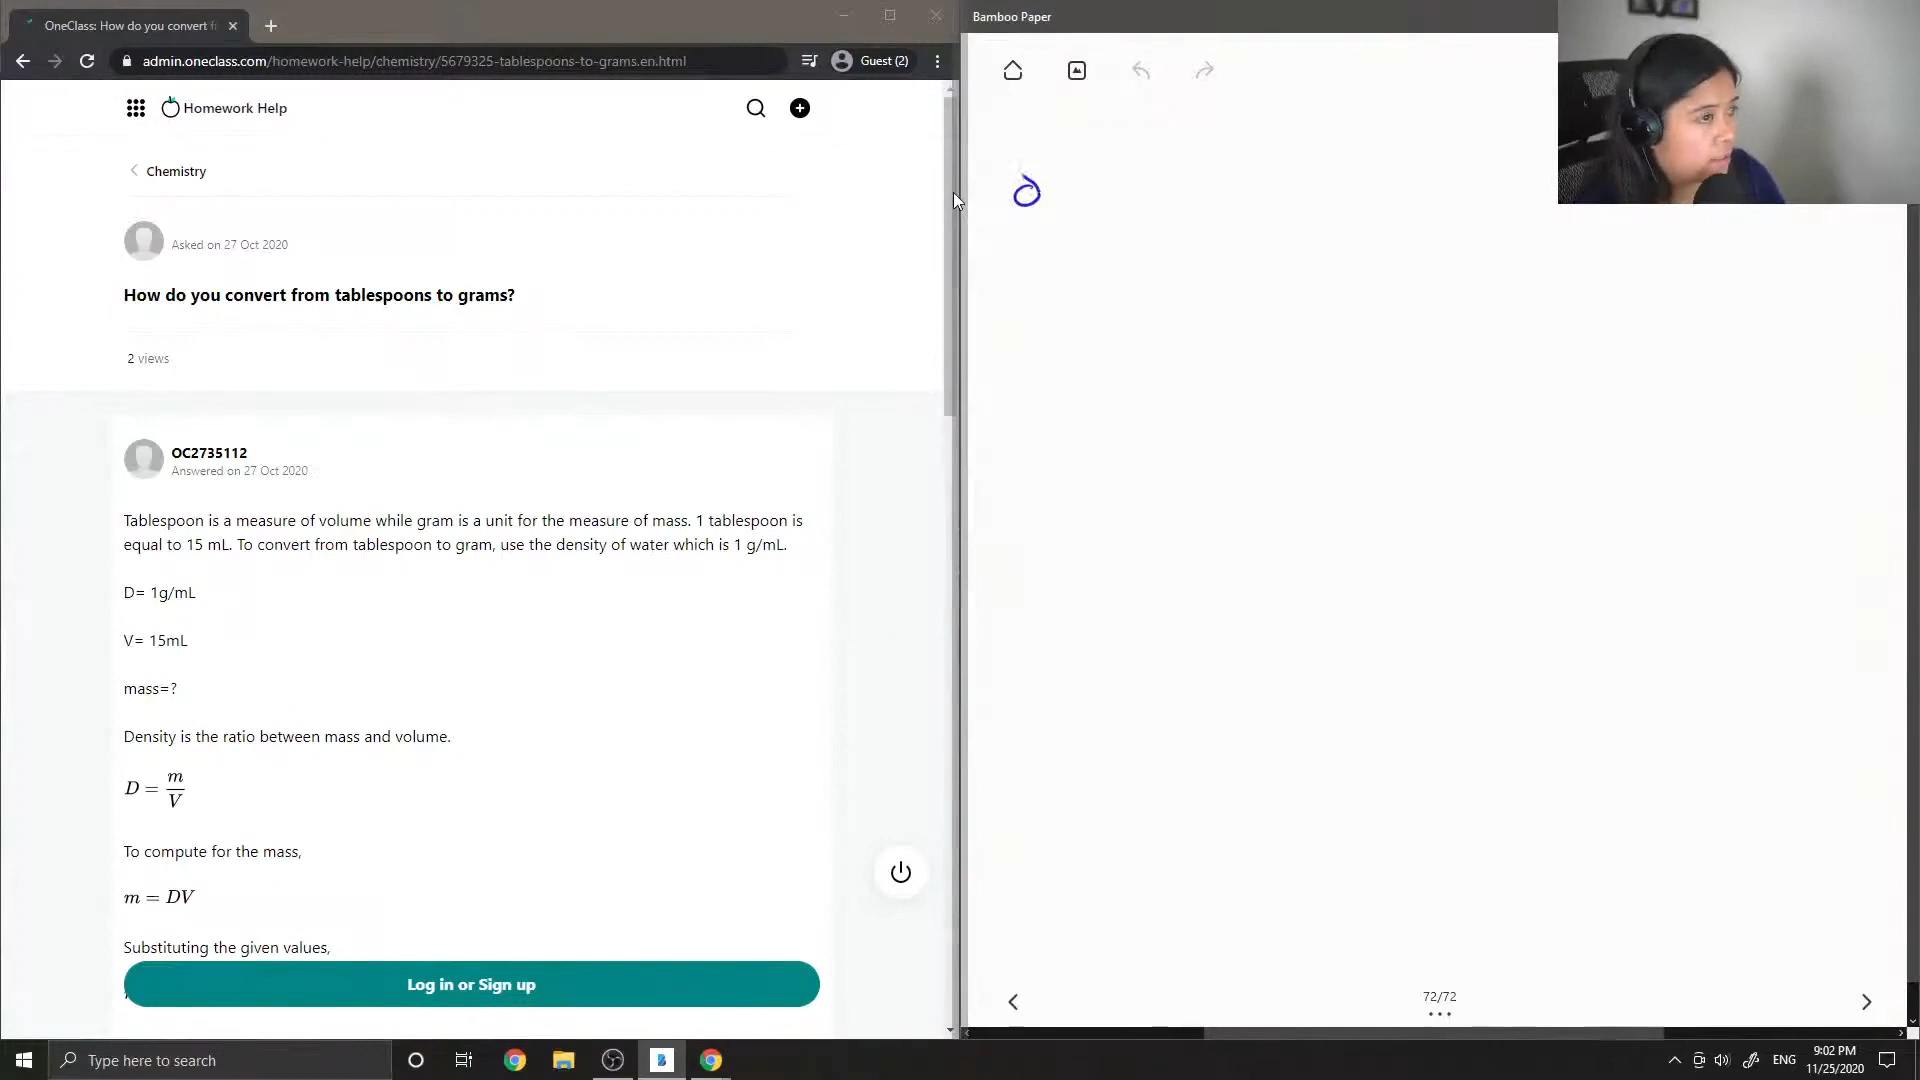 OneClass: How do you convert f
Bamboo Paper
admin.oneclass.com/homework-help/chemistry/5679325-tablespoons-to-grams.en.html
Guest (2)
Homework Help
Chemistry
Asked on 27 Oct 2020
How do you convert from tablespoons to grams?
2 views
OC2735112
Answered on 27 Oct 2020
Tablespoon is a measure of volume while gram is a unit for the measure of mass. 1 tablespoon is
equal to 15 mL. To convert from tablespoon to gram, use the density of water which is 1 g/mL.
D= 1g/mL
V= 15mL
mass=?
Density is the ratio between mass and volume.
D = m/V
To compute for the mass,
m = DV
Substituting the given values,
Log in or Sign up
72/72
Type here to search
ENG
9:02 PM
11/25/2020